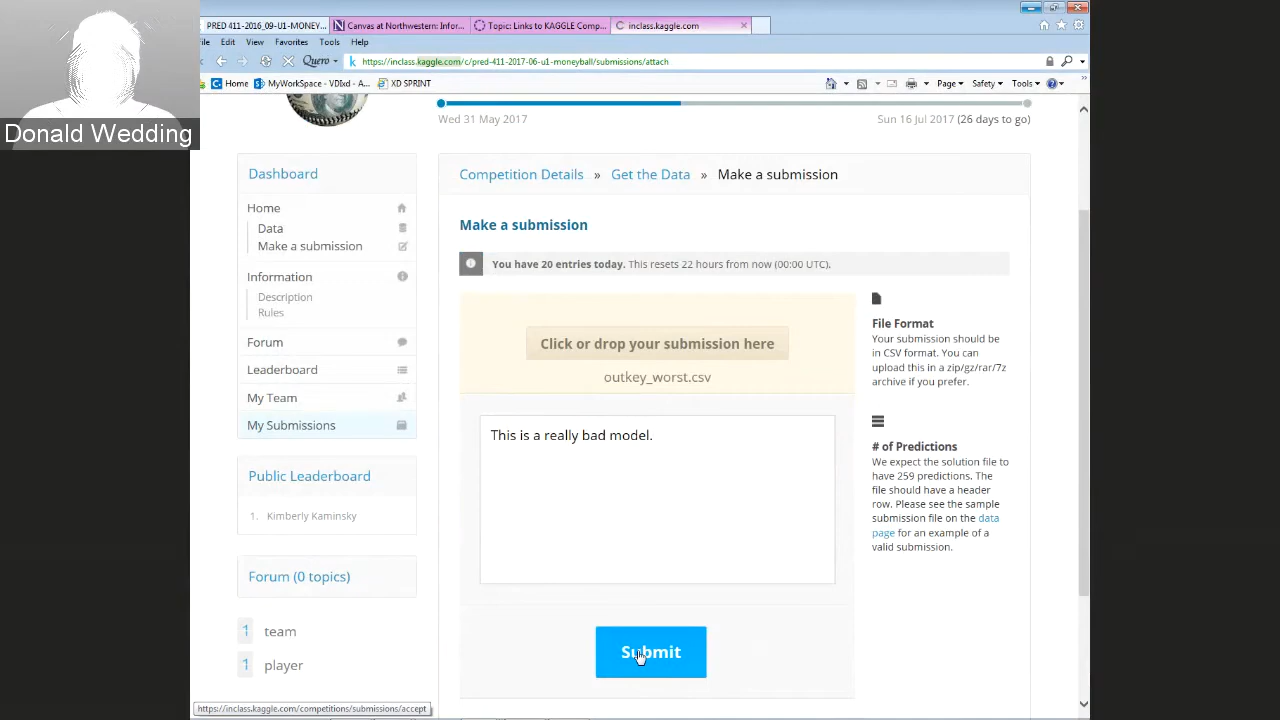 PRED 411-2016_09-U1-MONEY...
Canvas at Northwestern: Infor...
Topic: Links to KAGGLE Comp...
inclass.kaggle.com
File Edit View Favorites Tools Help
Quero
https://inclass.kaggle.com/c/pred-411-2017-06-u1-moneyball/submissions/attach
Home MyWorkSpace - VDIxd - A... XD SPRINT Page Safety Tools
Donald Wedding
Wed 31 May 2017
Sun 16 Jul 2017 (26 days to go)
Dashboard
Home
Data
Make a submission
Information
Description
Rules
Forum
Leaderboard
My Team
My Submissions
Public Leaderboard
1. Kimberly Kaminsky
Forum (0 topics)
1 team
1 player
Competition Details » Get the Data » Make a submission
Make a submission
You have 20 entries today. This resets 22 hours from now (00:00 UTC).
Click or drop your submission here
outkey_worst.csv
This is a really bad model.
Submit
File Format
Your submission should be
in CSV format. You can
upload this in a zip/gz/rar/7z
archive if you prefer.
# of Predictions
We expect the solution file to
have 259 predictions. The
file should have a header
row. Please see the sample
submission file on the data
page for an example of a
valid submission.
https://inclass.kaggle.com/competitions/submissions/accept